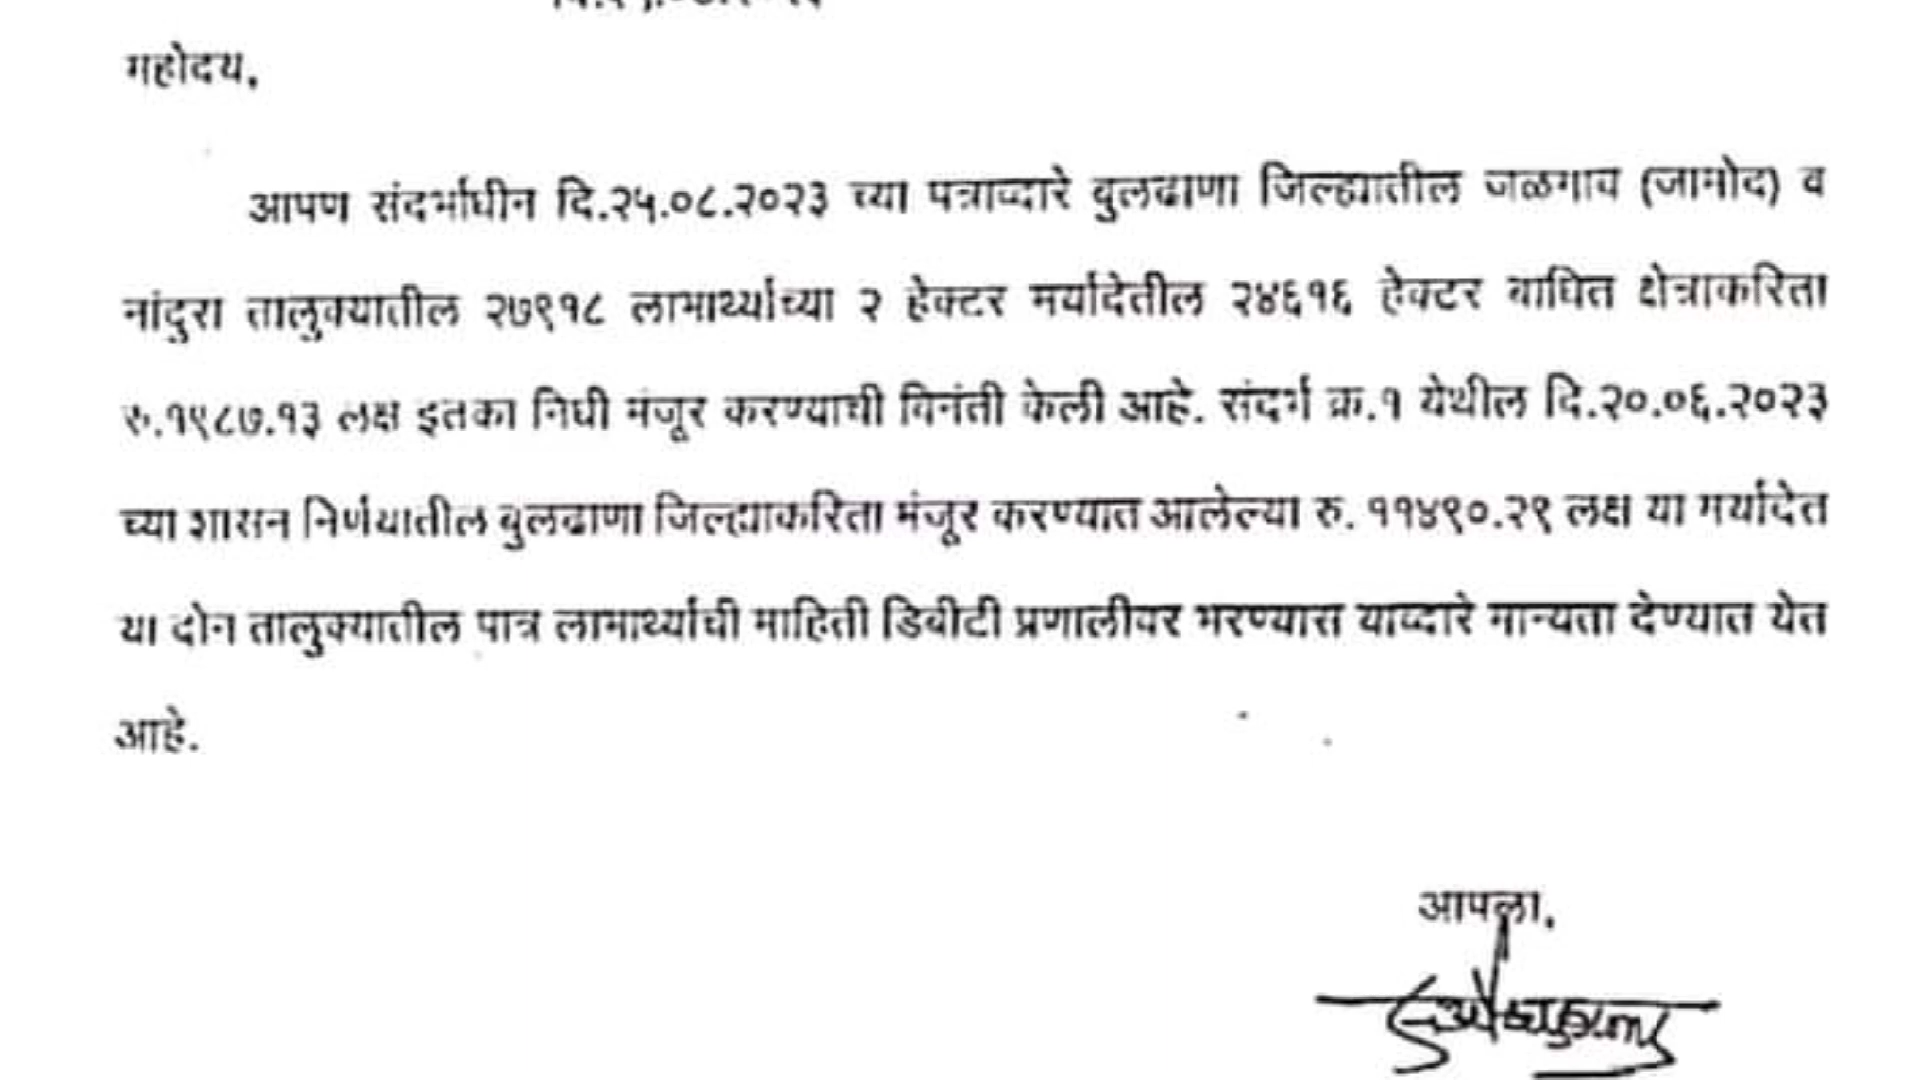 महोदय,
आपण संदर्भाधीन दि.२५.०८.२०२३ च्या पत्राव्दारे बुलढाणा जिल्ह्यातील जळगाव (जामोद) व
नांदुरा तालुक्यातील २७९१८ लाभार्थ्यांच्या २ हेक्टर मर्यादेतील २४६१६ हेक्टर बाधित क्षेत्राकरिता
रु.१९८७.१३ लक्ष इतका निधी मंजूर करण्याची विनंती केली आहे. संदर्भ क्र.१ येथील दि.२०.०६.२०२३
च्या शासन निर्णयातील बुलढाणा जिल्ह्याकरिता मंजूर करण्यात आलेल्या रु. ११४९०.२९ लक्ष या मर्यादेत
या दोन तालुक्यातील पात्र लाभार्थ्यांची माहिती डिबीटी प्रणालीवर भरण्यास याव्दारे मान्यता देण्यात येत
आहे.
आपला,